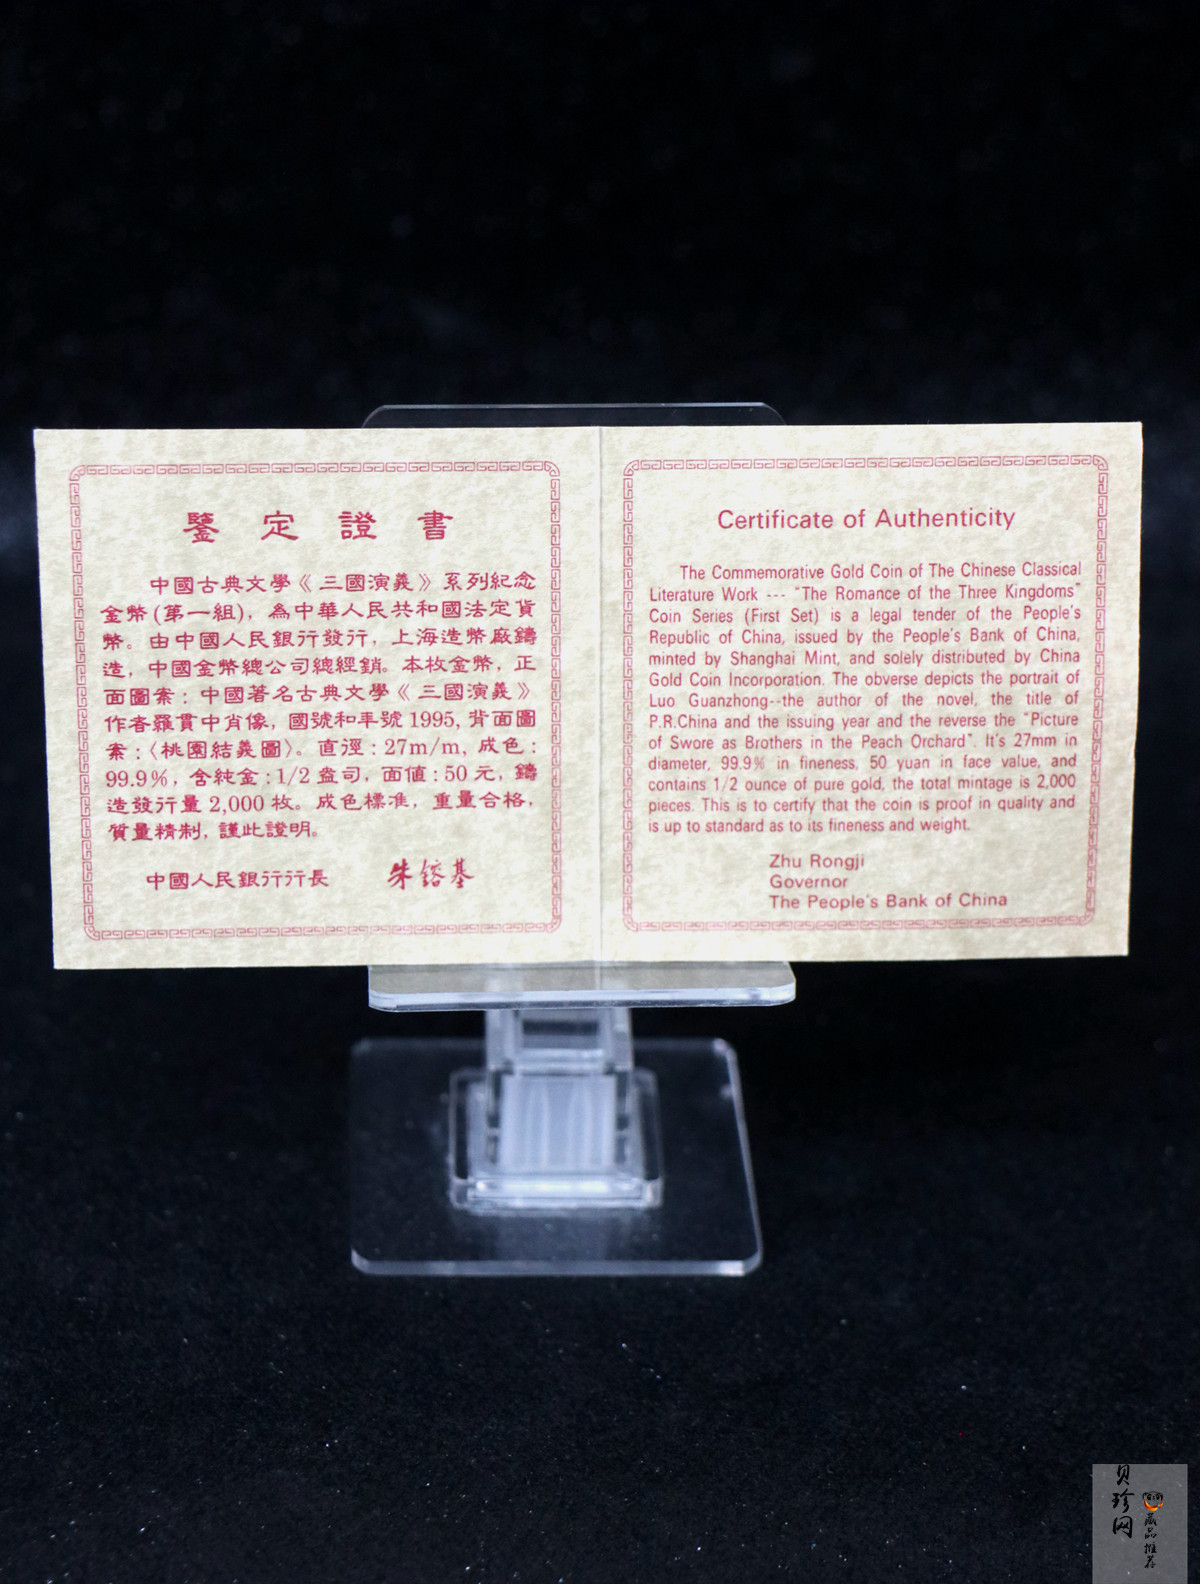 鑒定證書
中國古典文學《三國演義》系列紀念
金幣(第一組)，為中華人民共和國法定貨
幣。由中國人民銀行發行，上海造幣廠鑄
造，中國金幣總公司總經銷。本枚金幣，正
面圖案：中國著名古典文學《三國演義》
作者羅貫中肖像，國號和年號1995，背面圖
案：〈桃園結義圖〉。直徑：27m/m，成色：
99.9%，含純金：1/2盎司，面值：50元，鑄
造發行量2,000枚。成色標準，重量合格，
質量精制，謹此證明。
中國人民銀行行長 朱鎔基
Certificate of Authenticity
The Commemorative Gold Coin of The Chinese Classical
Literature Work --- "The Romance of the Three Kingdoms"
Coin Series (First Set) is a legal tender of the People's
Republic of China, issued by the People's Bank of China,
minted by Shanghai Mint, and solely distributed by China
Gold Coin Incorporation. The obverse depicts the portrait of
Luo Guanzhong--the author of the novel, the title of
P.R.China and the issuing year and the reverse the "Picture
of Swore as Brothers in the Peach Orchard". It's 27mm in
diameter, 99.9% in fineness, 50 yuan in face value, and
contains 1/2 ounce of pure gold, the total mintage is 2,000
pieces. This is to certify that the coin is proof in quality and
is up to standard as to its fineness and weight.
Zhu Rongji
Governor
The People's Bank of China
贝珍网
藏品推荐